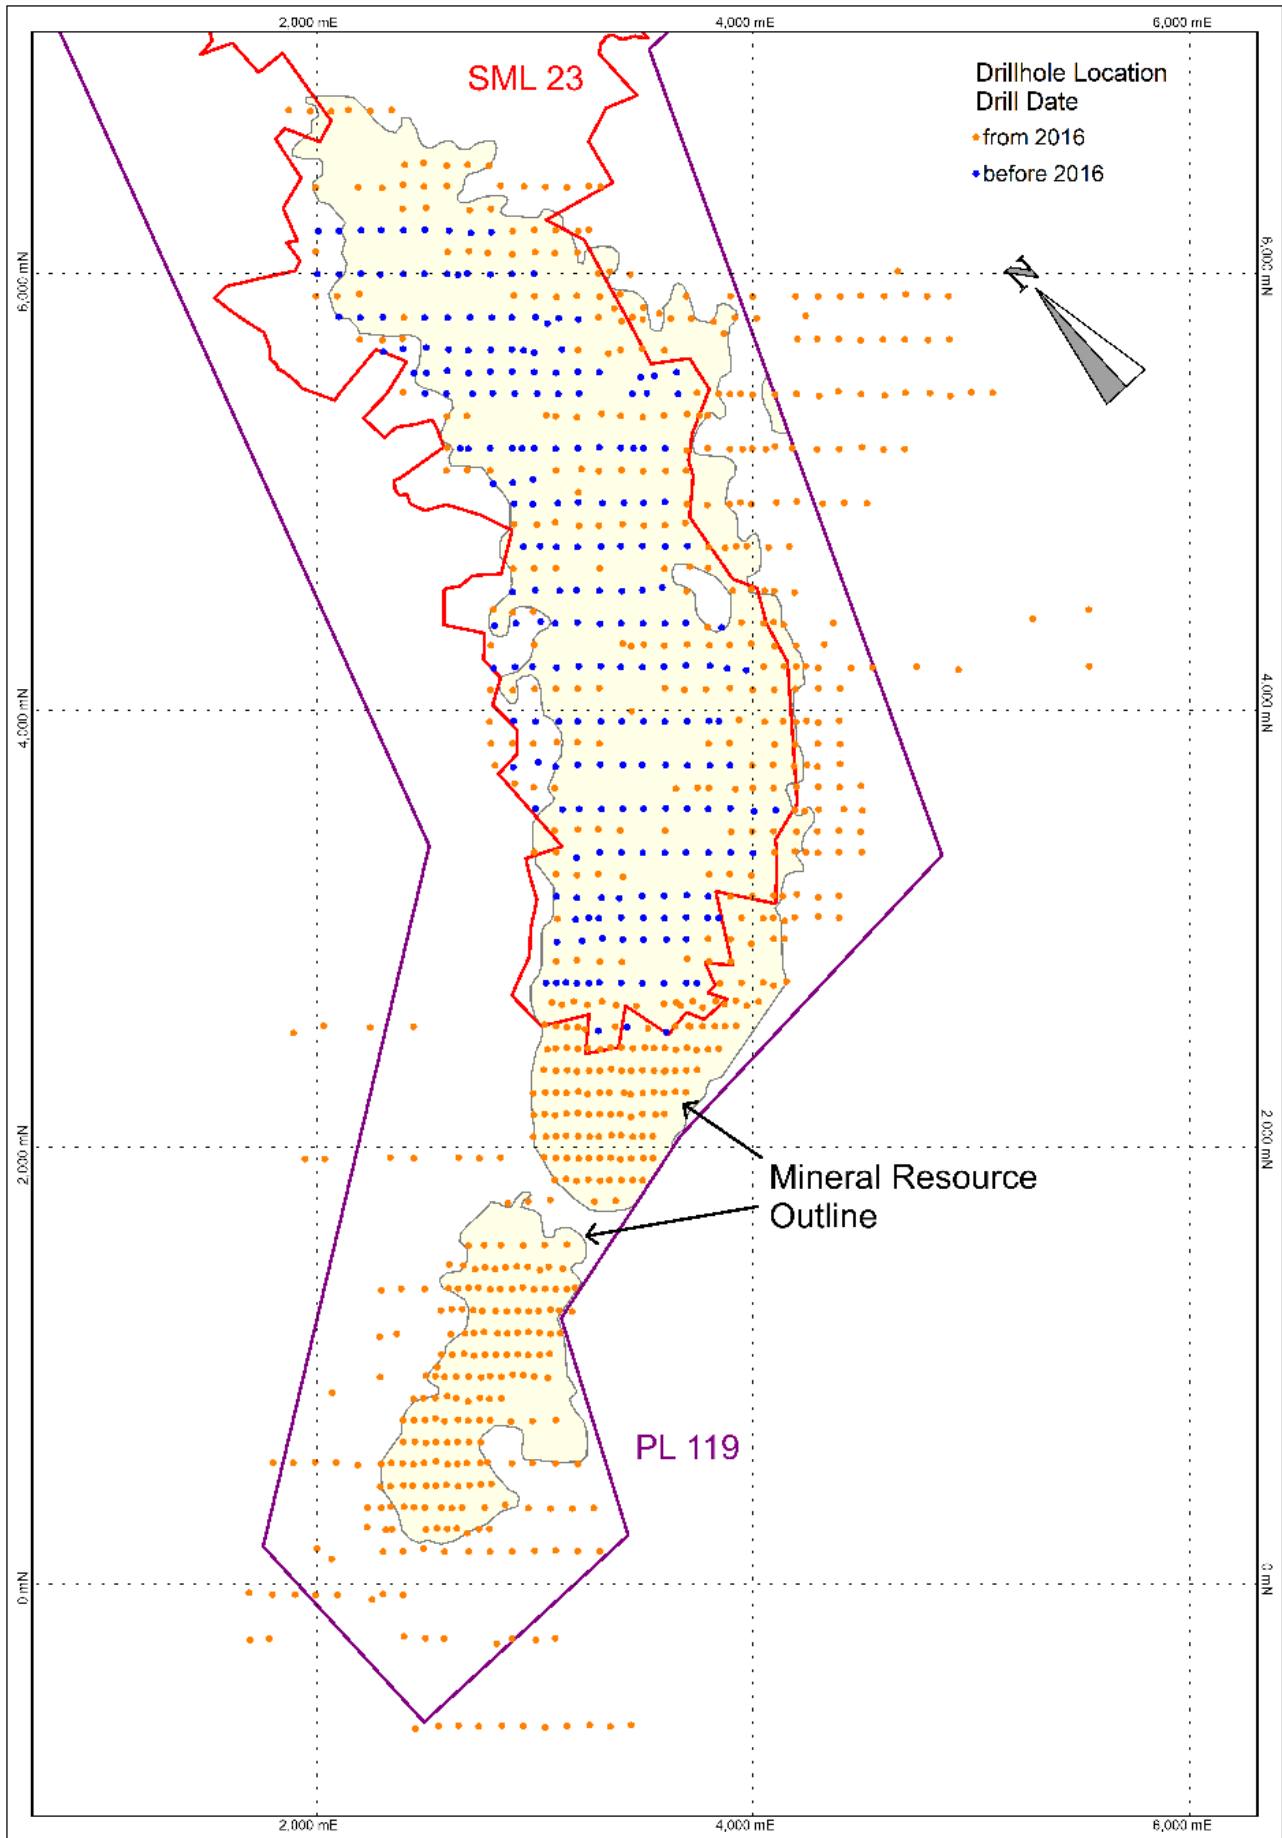 2,000 mE
4,000 mE
6,000 mE
SML 23
Drillhole Location
Drill Date
from 2016
before 2016
6,000 mN
6,000 mN
N
4,000 mN
4,000 mN
2,000 mN
2,000 mN
Mineral Resource
Outline
PL 119
0 mN
0 mN
2,000 mE
4,000 mE
6,000 mE